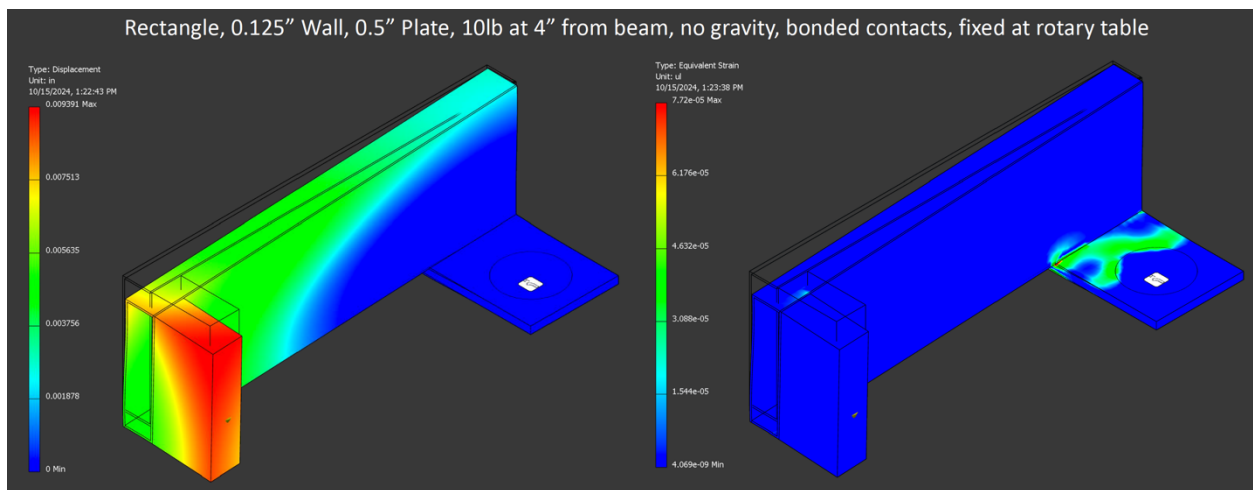 Rectangle, 0.125” Wall, 0.5” Plate, 10lb at 4” from beam, no gravity, bonded contacts, fixed at rotary table
Type: Displacement
Unit: in
10/15/2024, 1:22:43 PM
0.009391 Max
0.007513
0.005635
0.003756
0.001878
0 Min
Type: Equivalent Strain
Unit: ul
10/15/2024, 1:23:38 PM
7.72e-05 Max
6.176e-05
4.632e-05
3.088e-05
1.544e-05
4.069e-09 Min